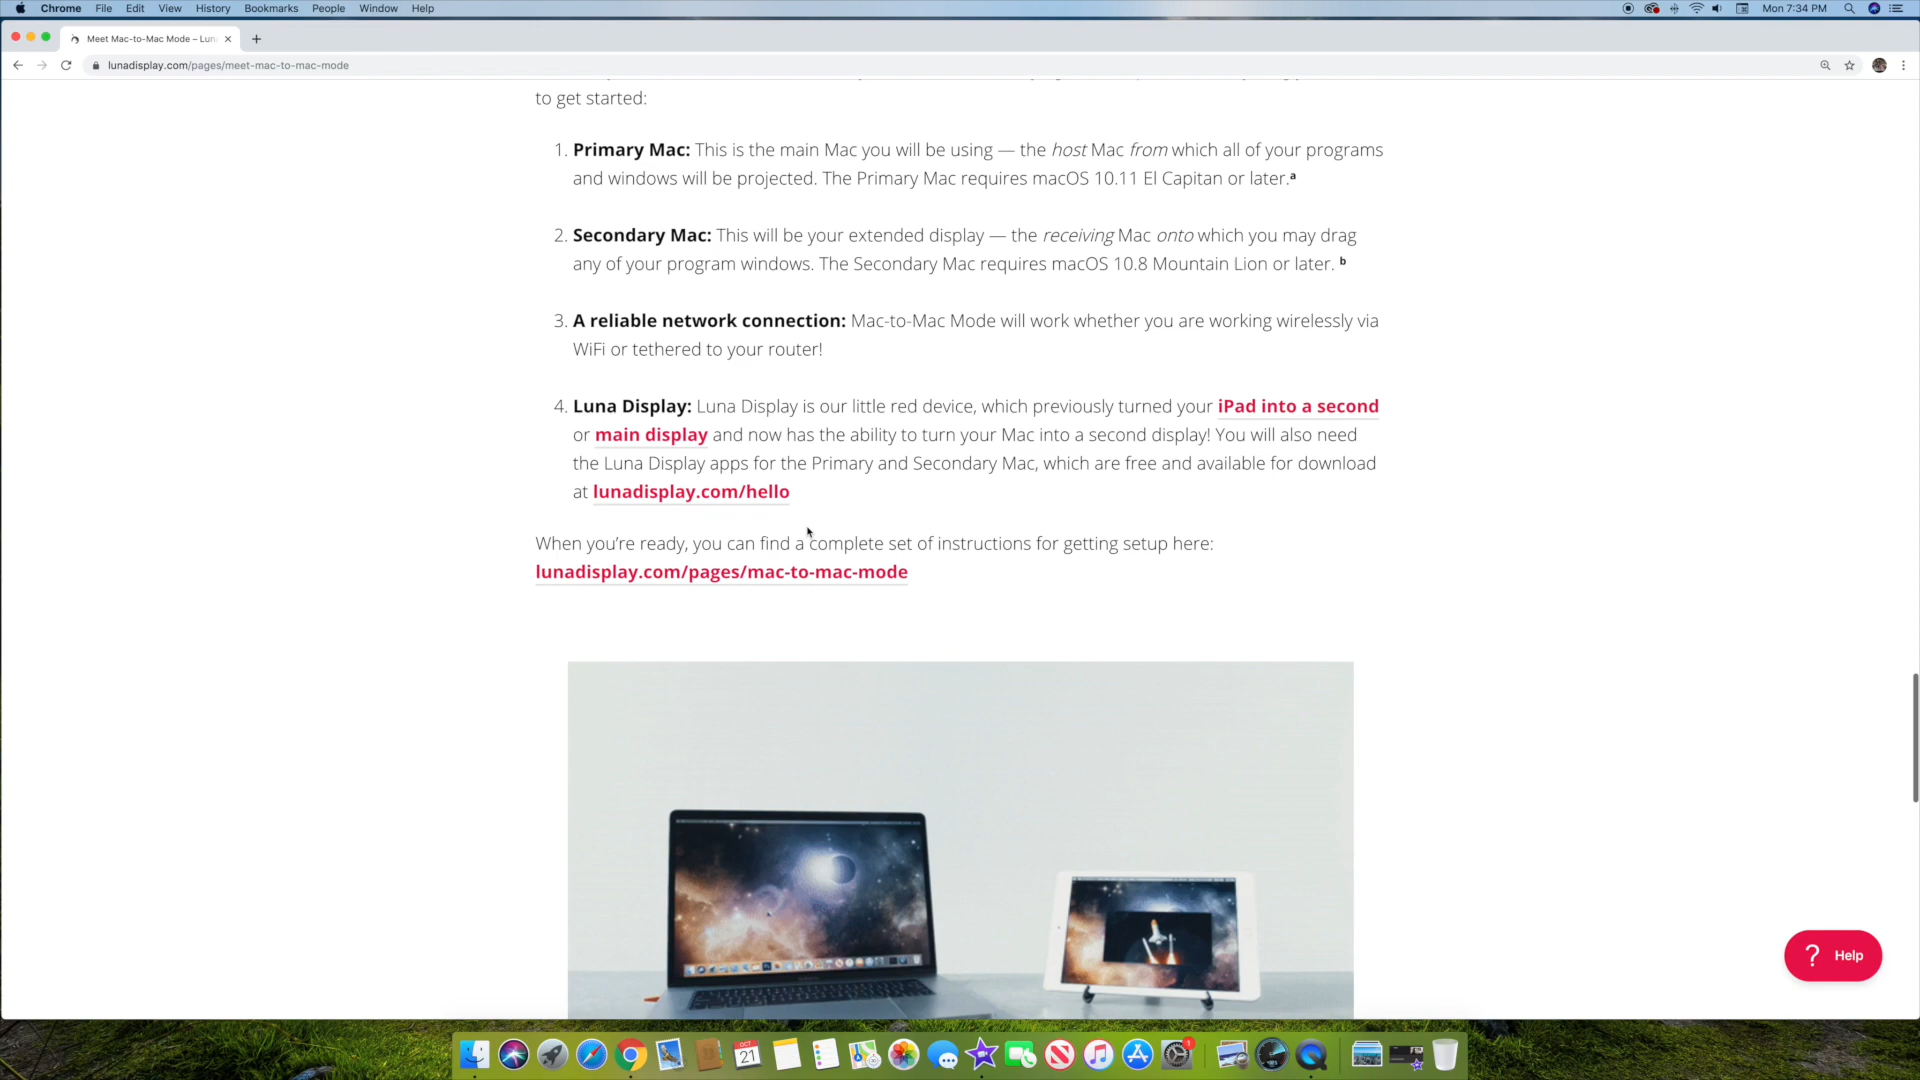 Chrome File Edit View History Bookmarks People Window Help Mon 7:34 PM
Meet Mac-to-Mac Mode – Lun
lunadisplay.com/pages/meet-mac-to-mac-mode
to get started:
1. Primary Mac: This is the main Mac you will be using — the host Mac from which all of your programs
and windows will be projected. The Primary Mac requires macOS 10.11 El Capitan or later.a
2. Secondary Mac: This will be your extended display — the receiving Mac onto which you may drag
any of your program windows. The Secondary Mac requires macOS 10.8 Mountain Lion or later. b
3. A reliable network connection: Mac-to-Mac Mode will work whether you are working wirelessly via
WiFi or tethered to your router!
4. Luna Display: Luna Display is our little red device, which previously turned your iPad into a second
or main display and now has the ability to turn your Mac into a second display! You will also need
the Luna Display apps for the Primary and Secondary Mac, which are free and available for download
at lunadisplay.com/hello
When you're ready, you can find a complete set of instructions for getting setup here:
lunadisplay.com/pages/mac-to-mac-mode
? Help
OCT
21
1